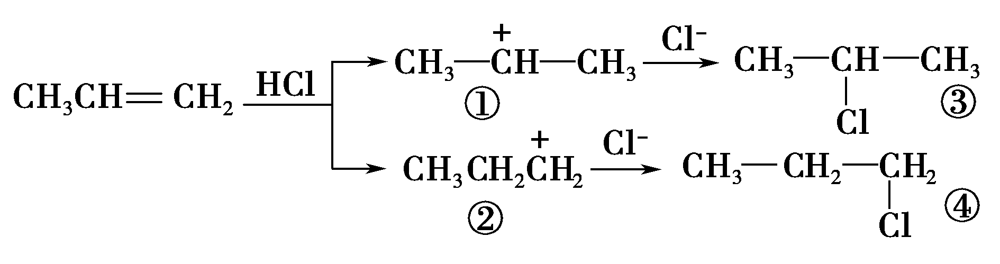 CH₃CH=CH₂
HCl
+
CH₃—CH—CH₃
①
Cl⁻
CH₃—CH—CH₃
Cl
③
+
CH₃CH₂CH₂
②
Cl⁻
CH₃—CH₂—CH₂
Cl
④